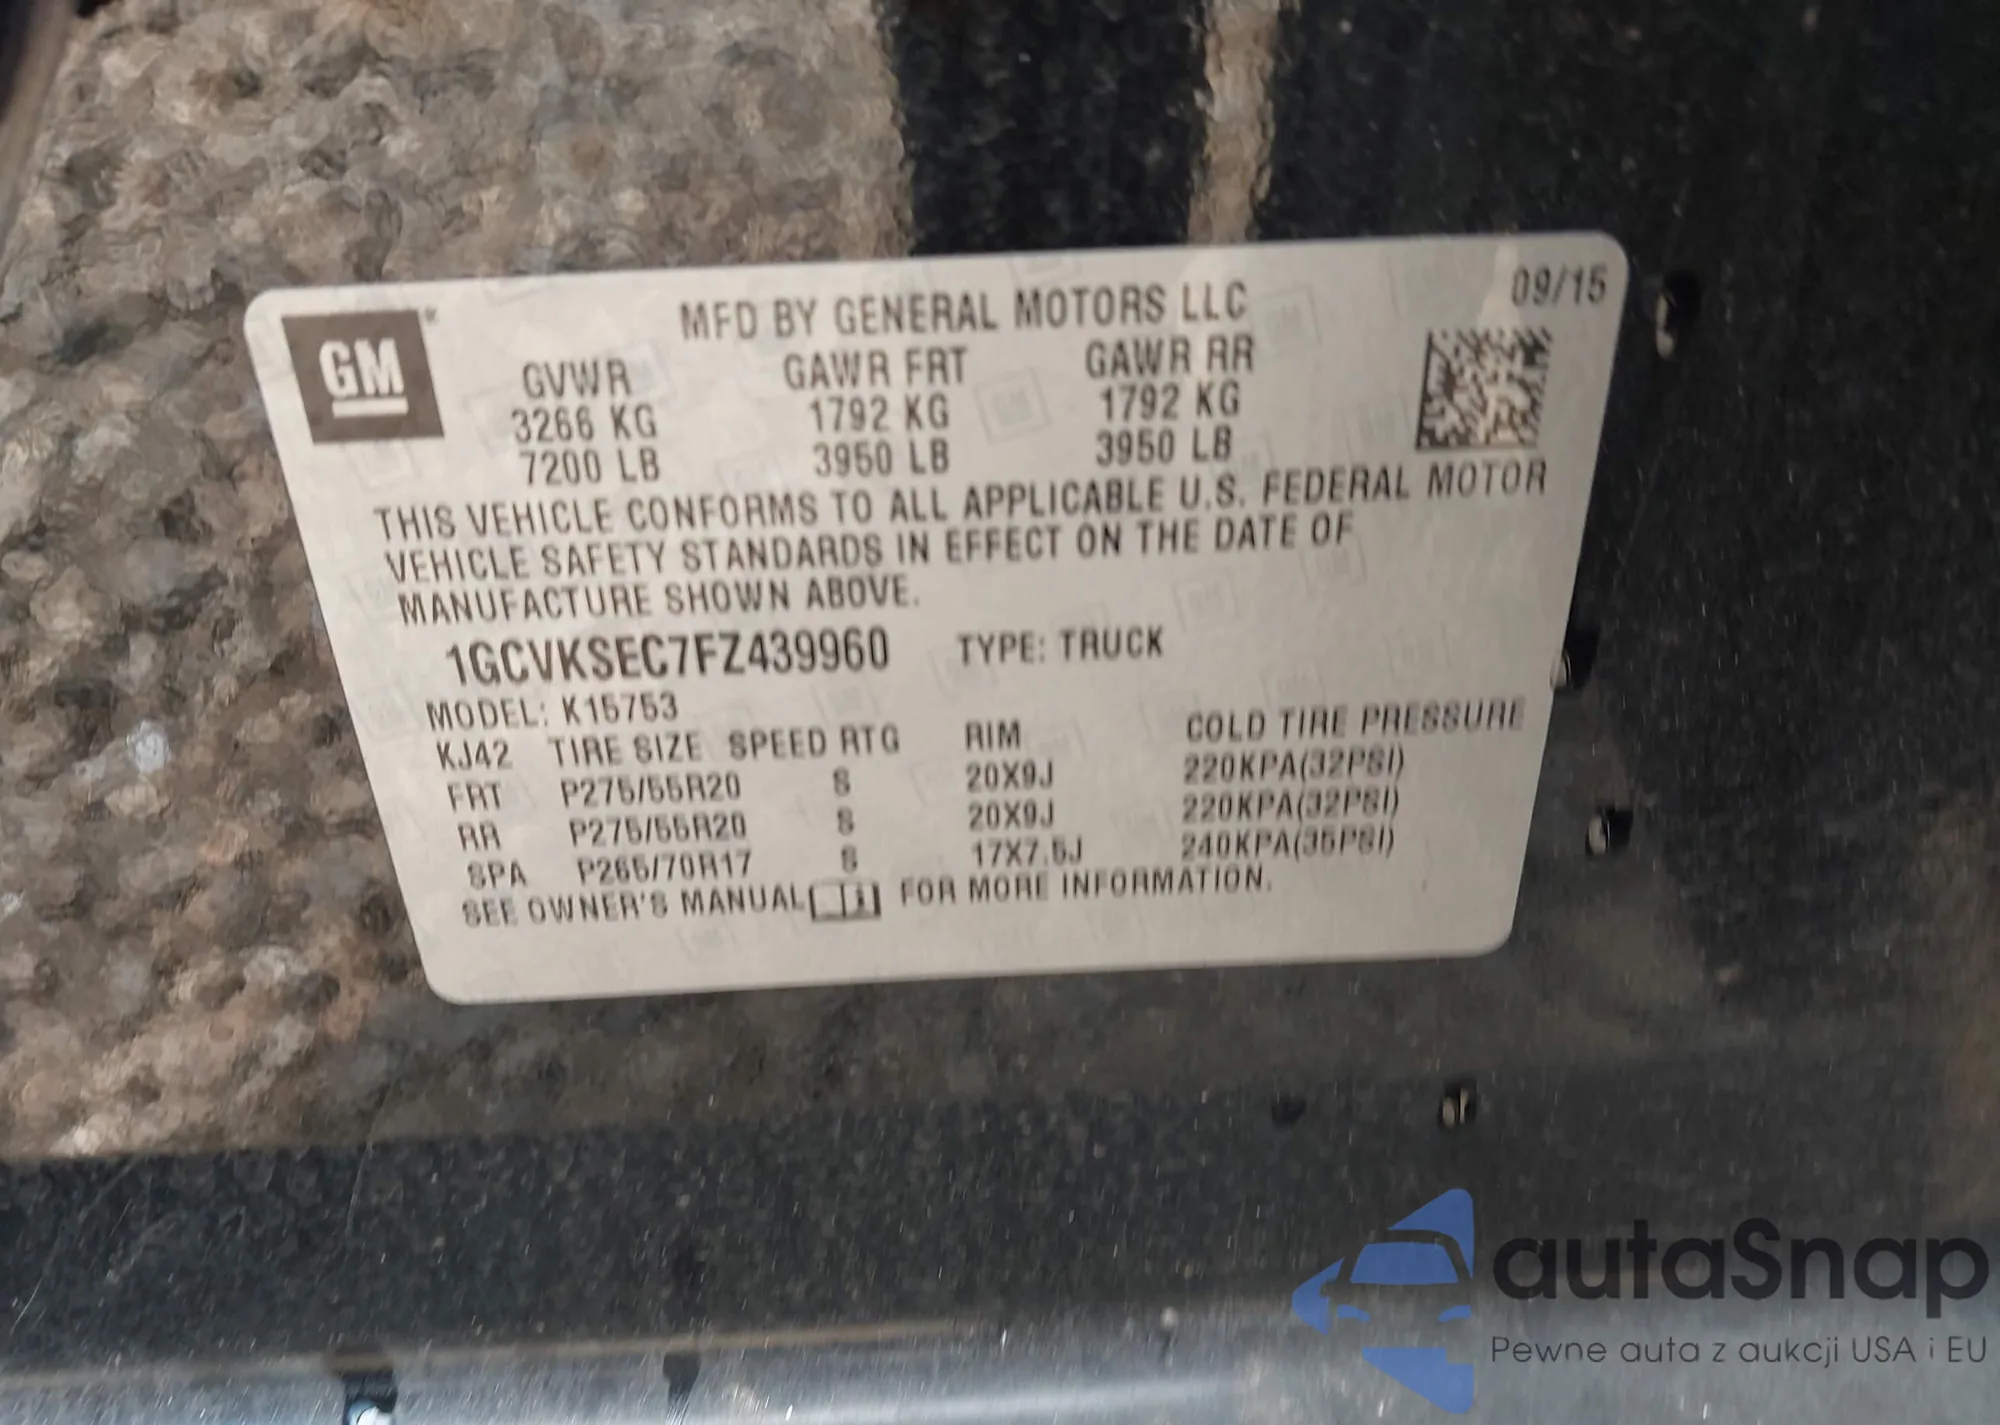 GM
MFD BY GENERAL MOTORS LLC
09/15
GVWR GAWR FRT GAWR RR
3266 KG 1792 KG 1792 KG
7200 LB 3950 LB 3950 LB
THIS VEHICLE CONFORMS TO ALL APPLICABLE U.S. FEDERAL MOTOR
VEHICLE SAFETY STANDARDS IN EFFECT ON THE DATE OF
MANUFACTURE SHOWN ABOVE.
1GCVKSEC7FZ439960 TYPE: TRUCK
MODEL: K15753
KJ42 TIRE SIZE SPEED RTG RIM COLD TIRE PRESSURE
FRT P275/55R20 S 20X9J 220KPA(32PSI)
RR P275/55R20 S 20X9J 220KPA(32PSI)
SPA P265/70R17 S 17X7.5J 240KPA(35PSI)
SEE OWNER'S MANUAL FOR MORE INFORMATION.
autaSnap
Pewne auta z aukcji USA i EU